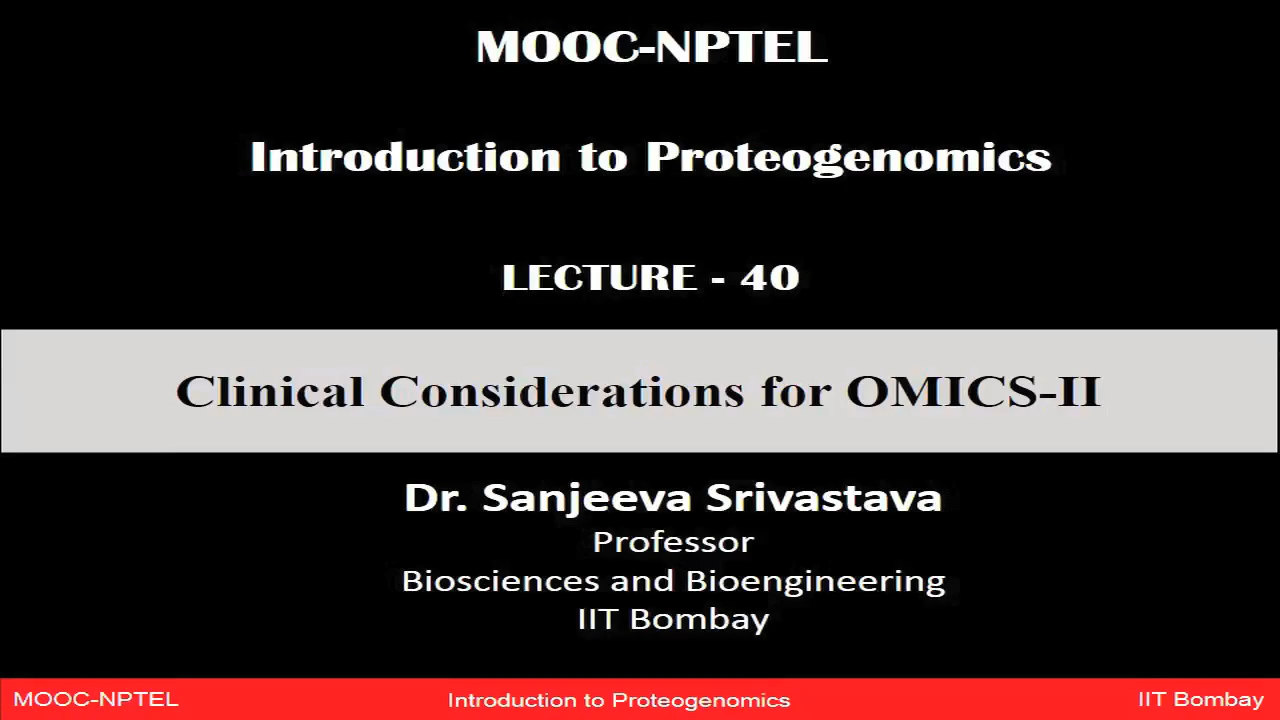 MOOC-NPTEL
Introduction to Proteogenomics
LECTURE - 40
Clinical Considerations for OMICS-II
Dr. Sanjeeva Srivastava
Professor
Biosciences and Bioengineering
IIT Bombay
MOOC-NPTEL Introduction to Proteogenomics IIT Bombay